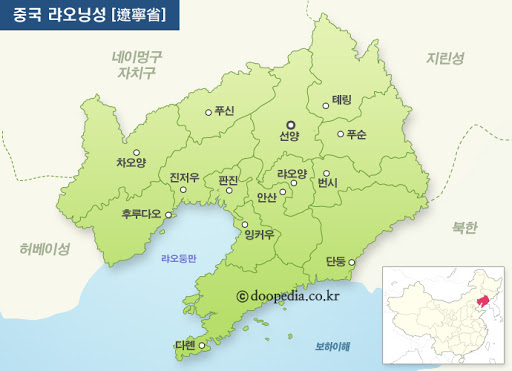 중국 랴오닝성 [遼寧省]
네이멍구
자치구
지린성
톄링
푸신
선양
푸순
차오양
진저우
판진
랴오양
번시
안산
후루다오
잉커우
북한
허베이성
랴오둥만
단둥
ⓒdoopedia.co.kr
다롄
보하이해